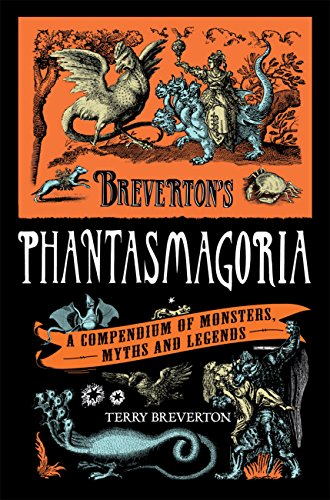 BREVERTON'S
PHANTASMAGORIA
A COMPENDIUM OF MONSTERS,
MYTHS AND LEGENDS
TERRY BREVERTON